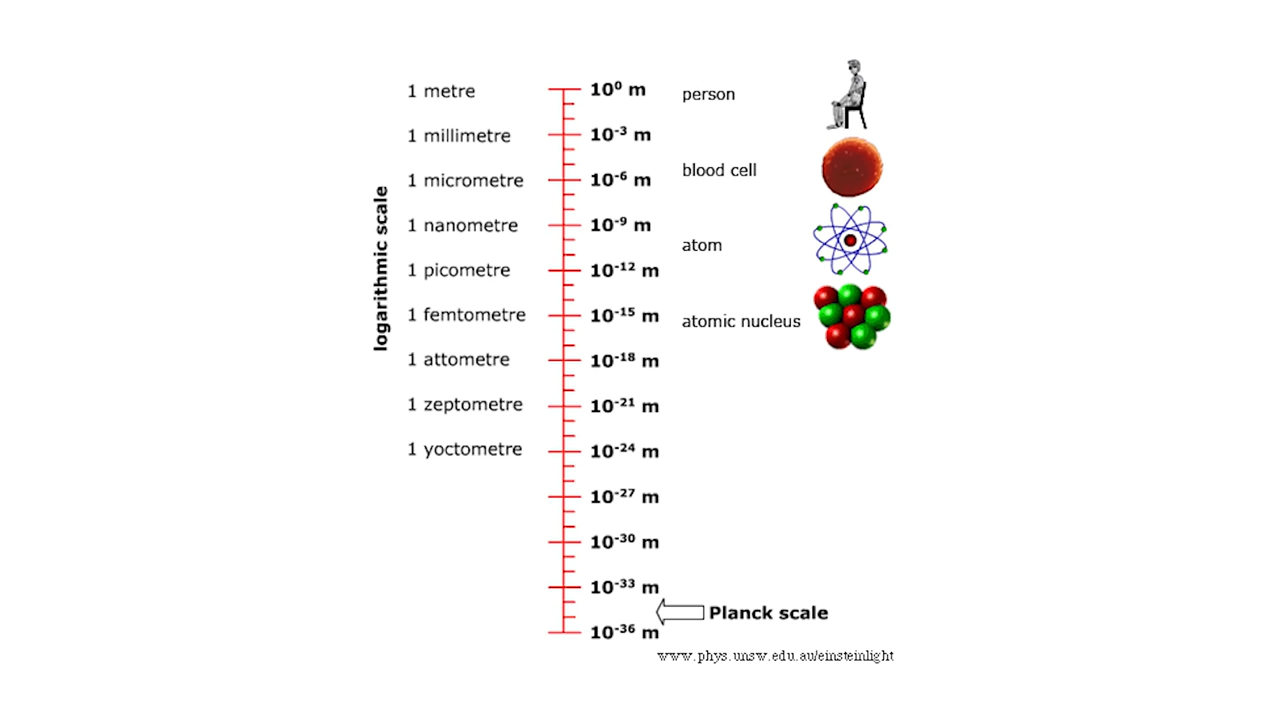 1 metre 10⁰ m person
1 millimetre 10⁻³ m
blood cell
1 micrometre 10⁻⁶ m
1 nanometre 10⁻⁹ m
atom
1 picometre 10⁻¹² m
1 femtometre 10⁻¹⁵ m atomic nucleus
1 attometre 10⁻¹⁸ m
1 zeptometre 10⁻²¹ m
1 yoctometre 10⁻²⁴ m
10⁻²⁷ m
10⁻³⁰ m
10⁻³³ m
Planck scale
10⁻³⁶ m
logarithmic scale
www.phys.unsw.edu.au/einsteinlight